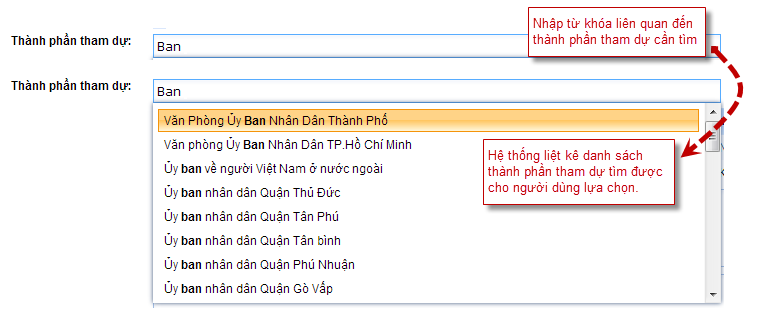 Nhập từ khóa liên quan đến
thành phần tham dự cần tìm
Thành phần tham dự:
Ban
Thành phần tham dự:
Ban
Văn Phòng Ủy Ban Nhân Dân Thành Phố
Văn phòng Ủy Ban Nhân Dân TP.Hồ Chí Minh
Ủy ban về người Việt Nam ở nước ngoài
Ủy ban nhân dân Quận Thủ Đức
Ủy ban nhân dân Quận Tân Phú
Ủy ban nhân dân Quận Tân bình
Ủy ban nhân dân Quận Phú Nhuận
Ủy ban nhân dân Quận Gò Vấp
Hệ thống liệt kê danh sách
thành phần tham dự tìm được
cho người dùng lựa chọn.